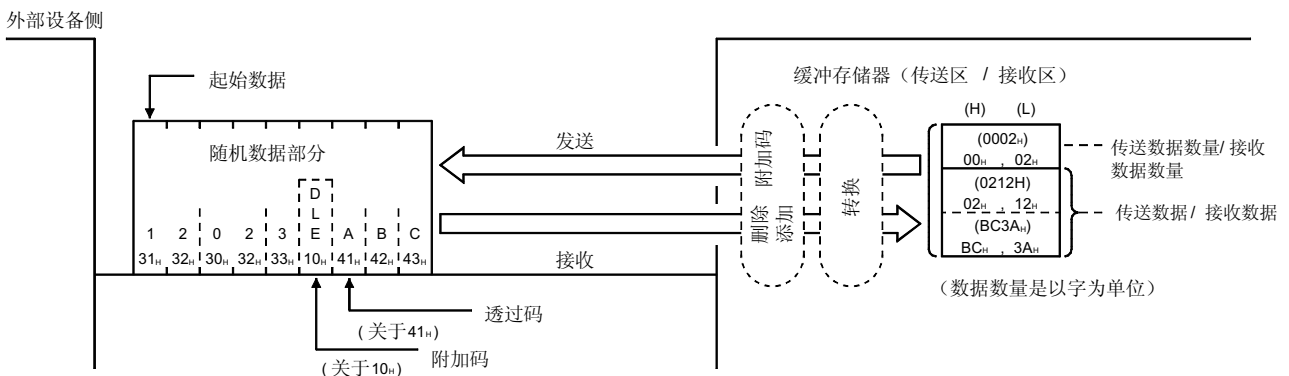 外部设备侧
起始数据
缓冲存储器（传送区 / 接收区）
(H) (L)
随机数据部分
发送
(0002H)
00H , 02H
传送数据数量/ 接收
数据数量
(0212H)
02H , 12H
传送数据 / 接收数据
(BC3AH)
BCH , 3AH
附加码
删除
添加
转换
D
L
1 2 0 2 3 E A B C
31H 32H 30H 32H 33H 10H 41H 42H 43H
接收
（数据数量是以字为单位）
透过码
(关于41H)
附加码
(关于10H)